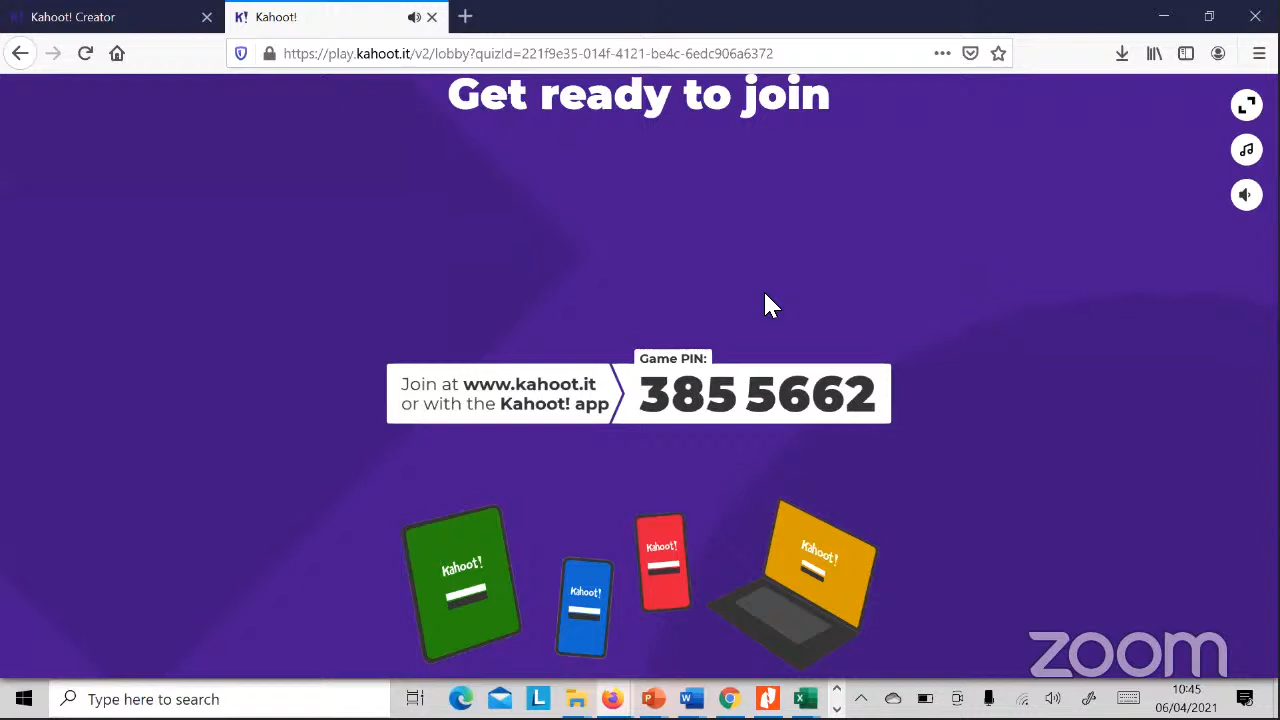 Kahoot! Creator
K! Kahoot!
https://play.kahoot.it/v2/lobby?quizId=221f9e35-014f-4121-be4c-6edc906a6372
Get ready to join
Game PIN:
Join at www.kahoot.it
or with the Kahoot! app
385 5662
Kahoot!
Kahoot!
Kahoot!
Kahoot!
zoom
Type here to search
10:45
06/04/2021